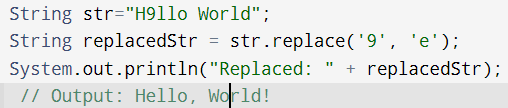 String str="H9llo World";
String replacedStr = str.replace('9', 'e');
System.out.println("Replaced: " + replacedStr);
// Output: Hello, World!